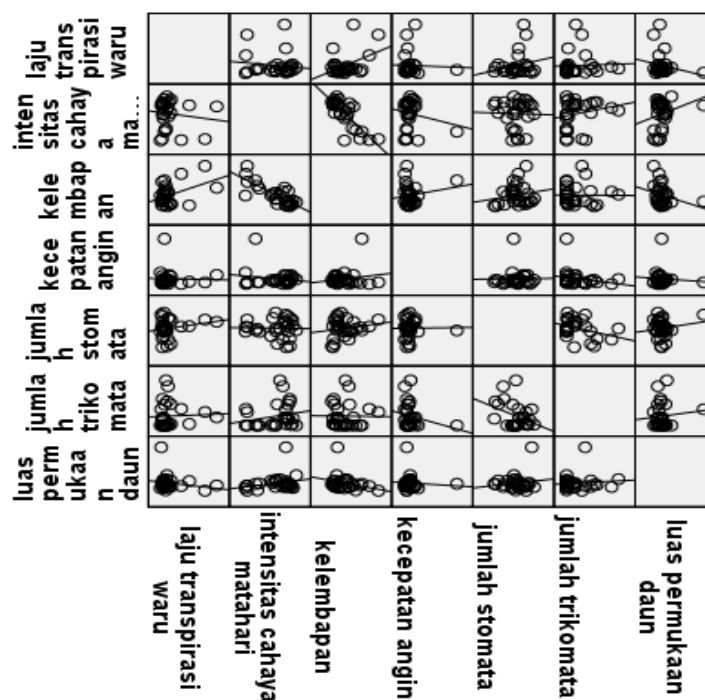 laju
trans
pirasi
waru
inten
sitas
cahay
a
ma...
kele
mbap
an
kece
patan
angin
jumla
h
stom
ata
jumla
h
triko
mata
luas
perm
ukaa
n
daun
laju transpirasi
waru
intensitas cahaya
matahari
kelembapan
kecepatan angin
jumlah stomata
jumlah trikomata
luas permukaan
daun